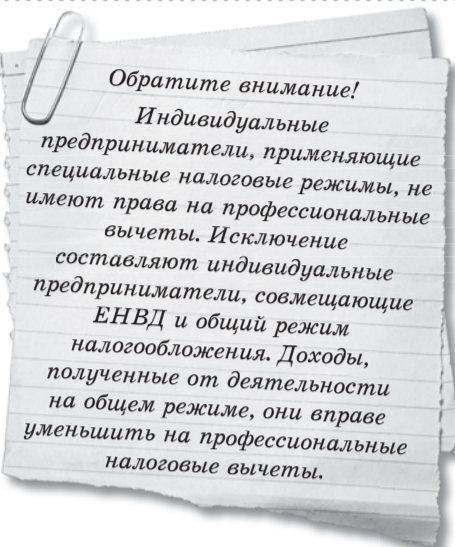 Обратите внимание!
Индивидуальные
предприниматели, применяющие
специальные налоговые режимы, не
имеют права на профессиональные
вычеты. Исключение
составляют индивидуальные
предприниматели, совмещающие
ЕНВД и общий режим
налогообложения. Доходы,
полученные от деятельности
на общем режиме, они вправе
уменьшить на профессиональные
налоговые вычеты.